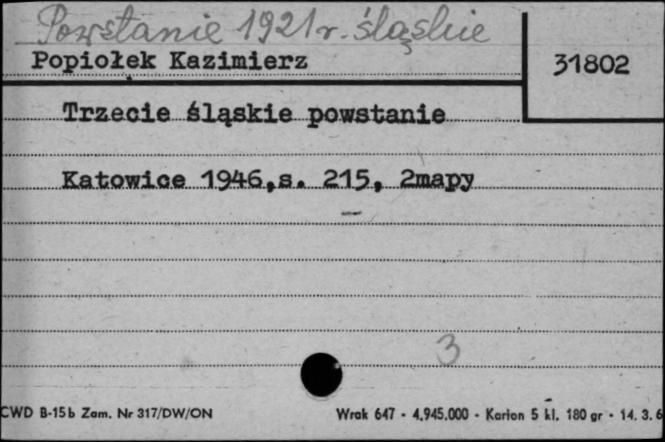 Powstanie 1921 r. śląskie
Popiołek Kazimierz
31802
Trzecie śląskie powstanie
Katowice 1946,s. 215, 2mapy
3
CWD B-15b Zam. Nr 317/DW/ON
Wrak 647 - 4.945.000 - Karton 5 kl. 180 gr - 14. 3. 6